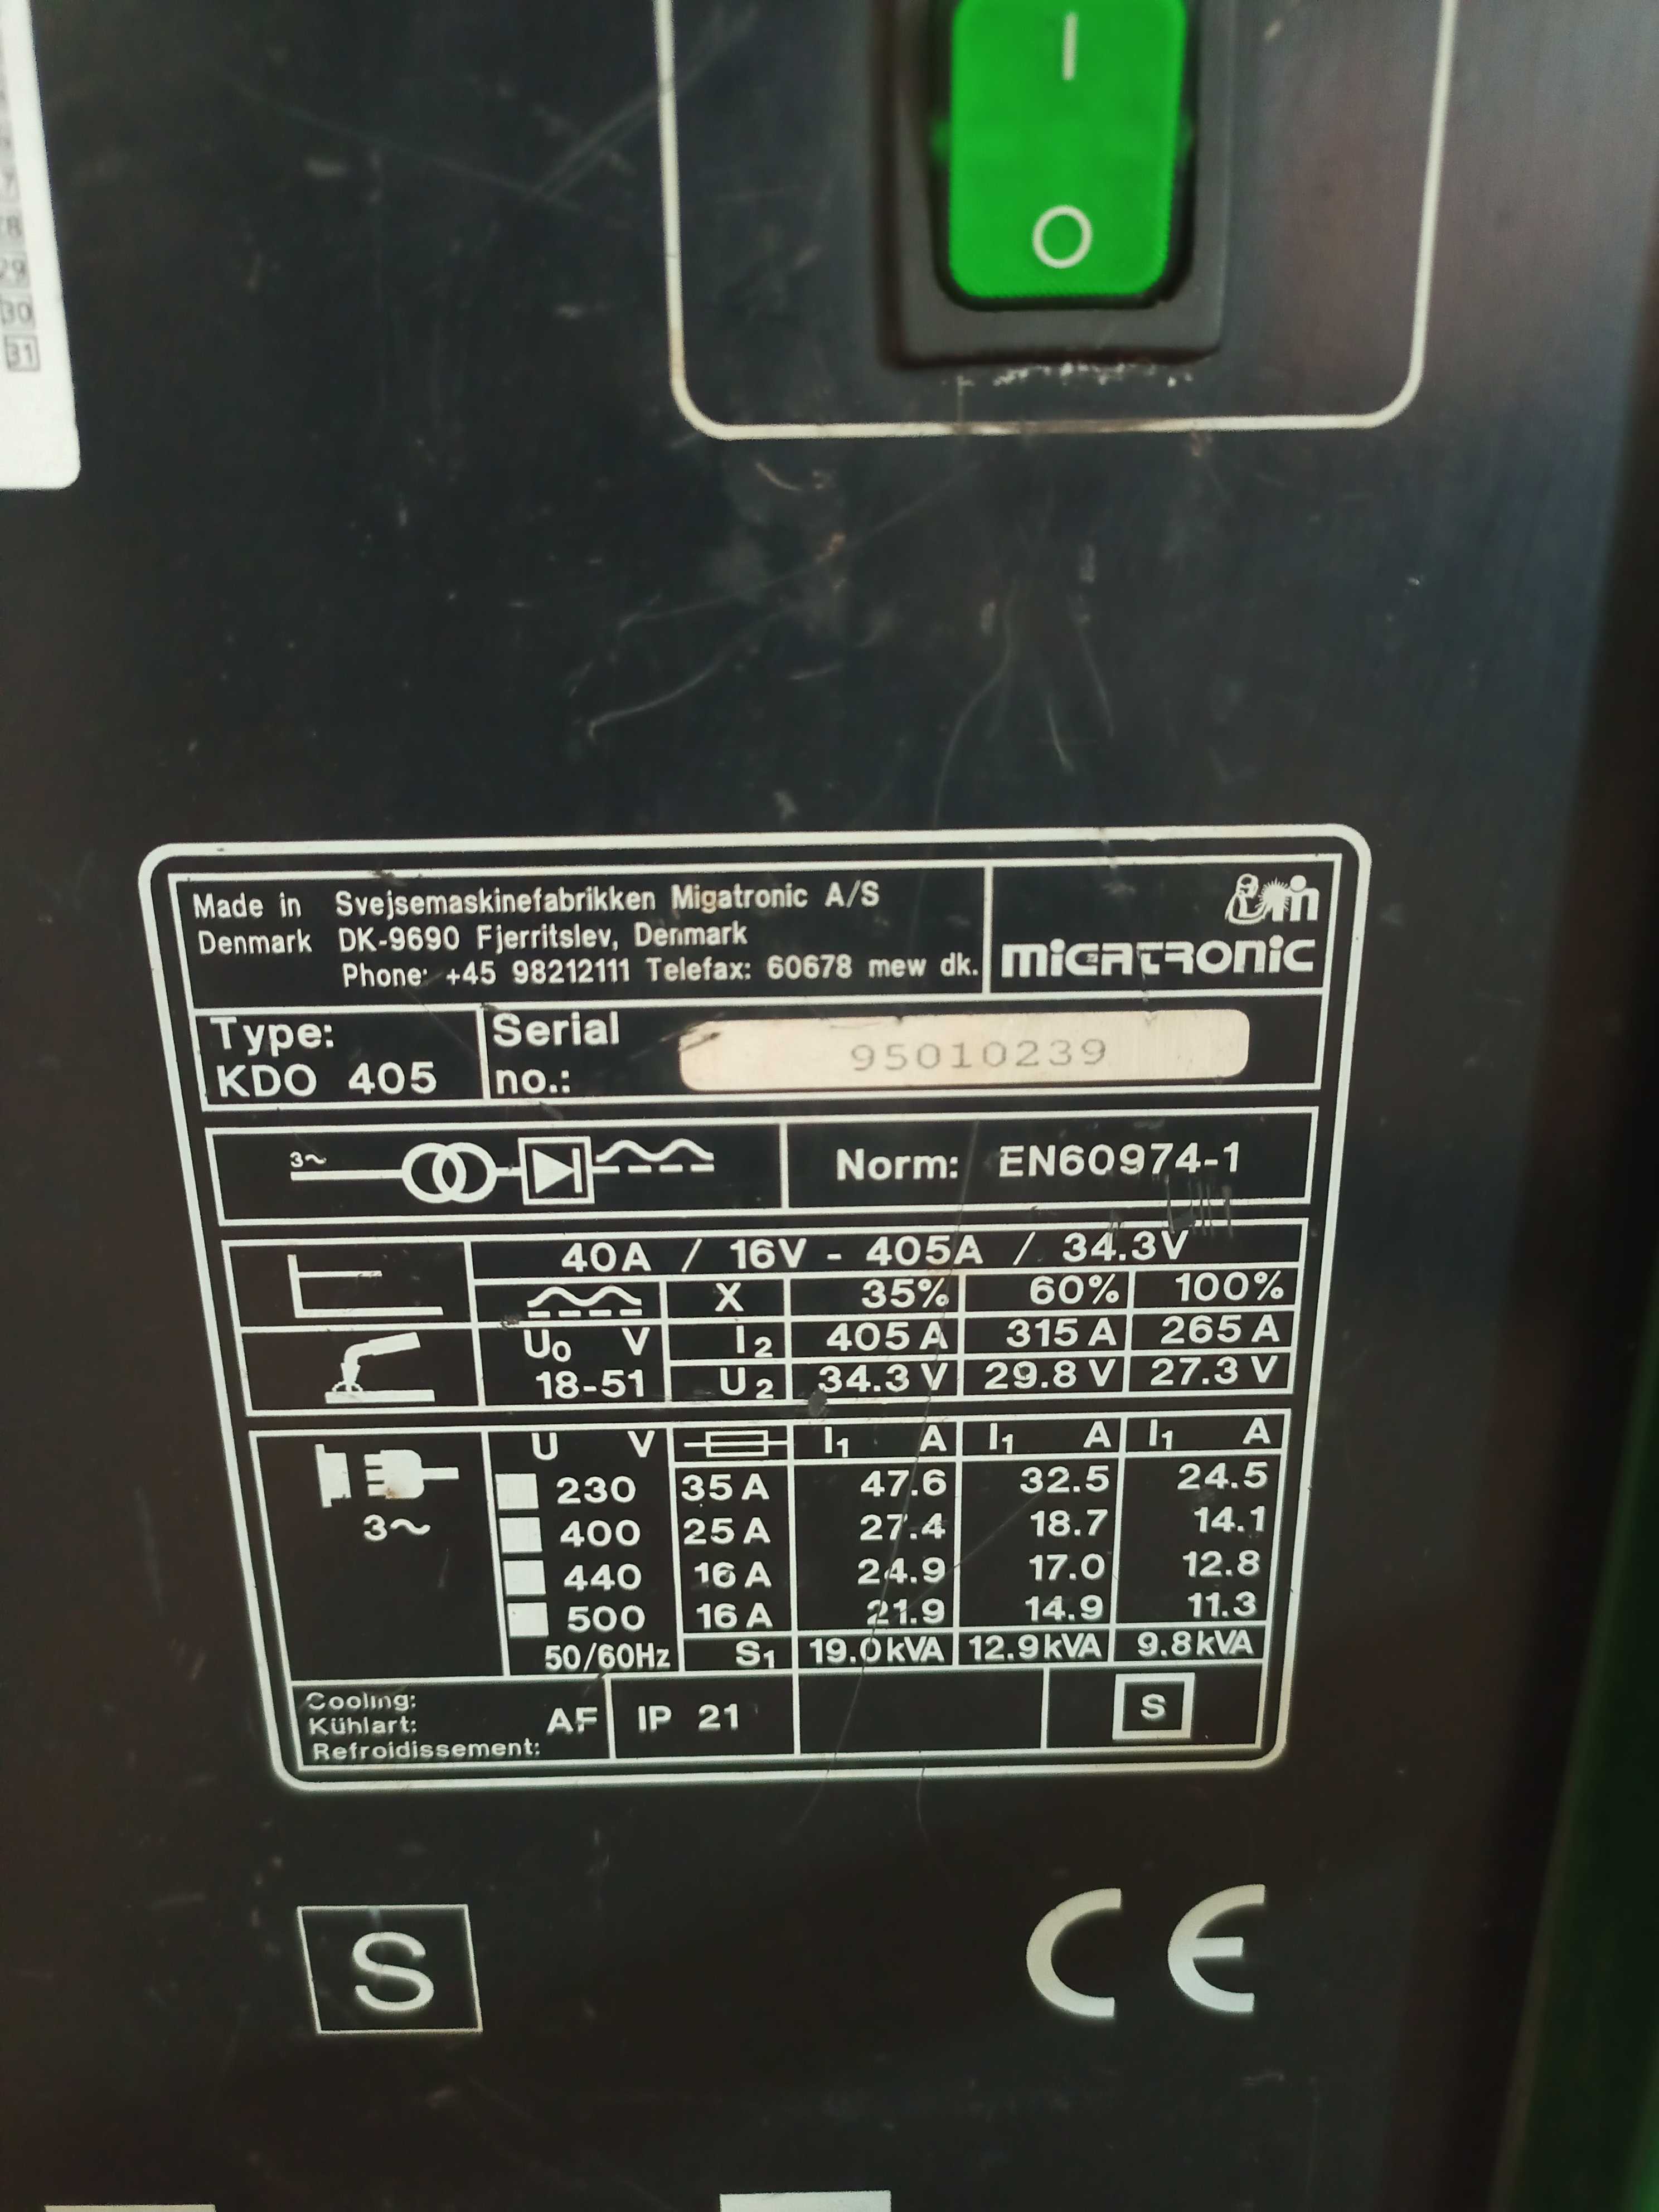 I
O
28
29
30
31
Made in Svejsemaskinefabrikken Migatronic A/S
Denmark DK-9690 Fjerritslev, Denmark
Phone: +45 98212111 Telefax: 60678 mew dk.
MIGATRONIC
Type:
KDO 405
Serial
no.:
95010239
3~
Norm: EN60974-1
40A / 16V - 405A / 34.3V
X 35% 60% 100%
U0 V I2 405 A 315 A 265 A
18-51 U2 34.3 V 29.8 V 27.3 V
U V I1 A I1 A I1 A
230 35 A 47.6 32.5 24.5
3~ 400 25 A 27.4 18.7 14.1
440 16 A 24.9 17.0 12.8
500 16 A 21.9 14.9 11.3
50/60Hz S1 19.0kVA 12.9kVA 9.8kVA
Cooling:
Kühlart: AF IP 21 S
Refroidissement:
S CE